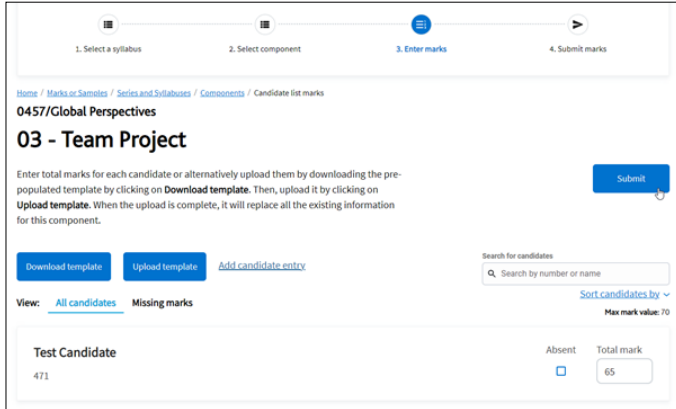 1. Select a syllabus
2. Select component
3. Enter marks
4. Submit marks
Home / Marks or Samples / Series and Syllabuses / Components / Candidate list marks
0457/Global Perspectives
03 - Team Project
Enter total marks for each candidate or alternatively upload them by downloading the pre-
populated template by clicking on Download template. Then, upload it by clicking on
Upload template. When the upload is complete, it will replace all the existing information
for this component.
Submit
Download template
Upload template
Add candidate entry
Search for candidates
Search by number or name
Sort candidates by
View: All candidates Missing marks
Max mark value: 70
Test Candidate
471
Absent
Total mark
65